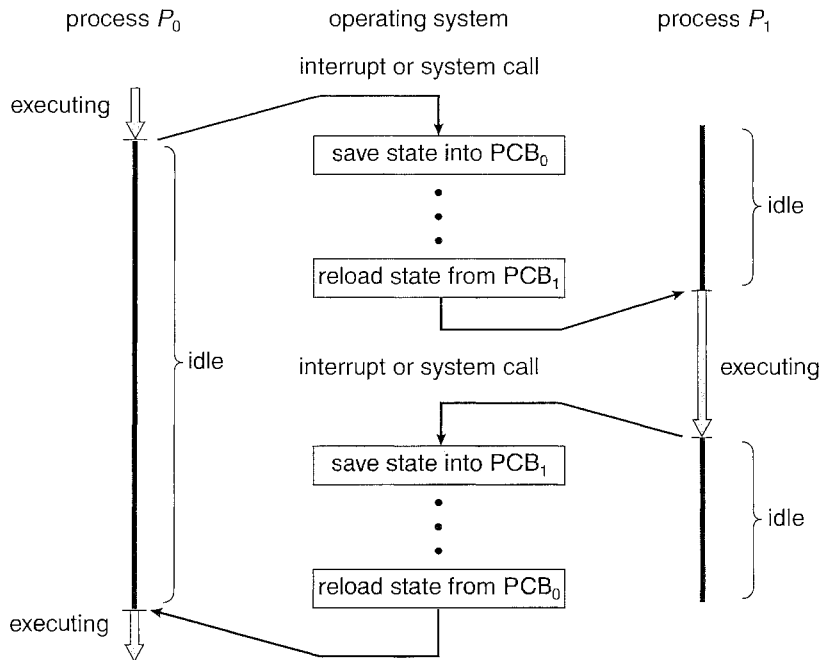 process P₀
operating system
process P₁
interrupt or system call
executing
save state into PCB₀
idle
reload state from PCB₁
idle
interrupt or system call
executing
save state into PCB₁
idle
reload state from PCB₀
executing